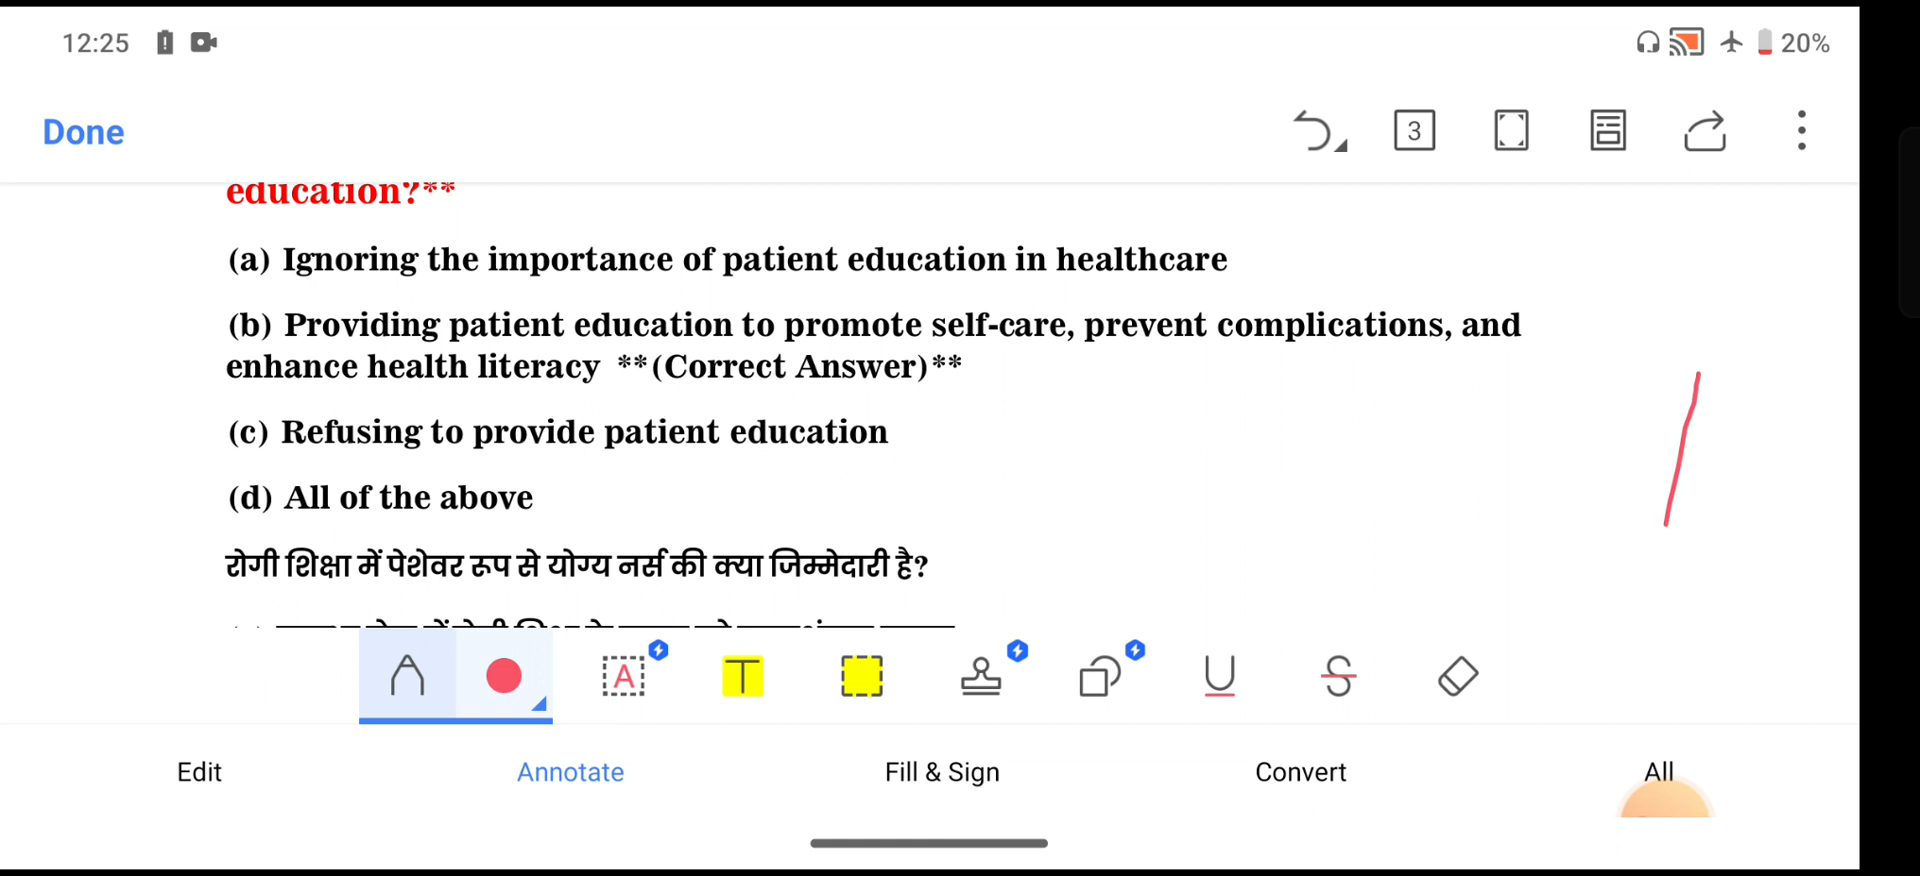 12:25
20%
Done
3
education?**
(a) Ignoring the importance of patient education in healthcare
(b) Providing patient education to promote self-care, prevent complications, and
enhance health literacy **(Correct Answer)**
(c) Refusing to provide patient education
(d) All of the above
रोगी शिक्षा में पेशेवर रूप से योग्य नर्स की क्या जिम्मेदारी है?
A T U S
Edit Annotate Fill & Sign Convert All